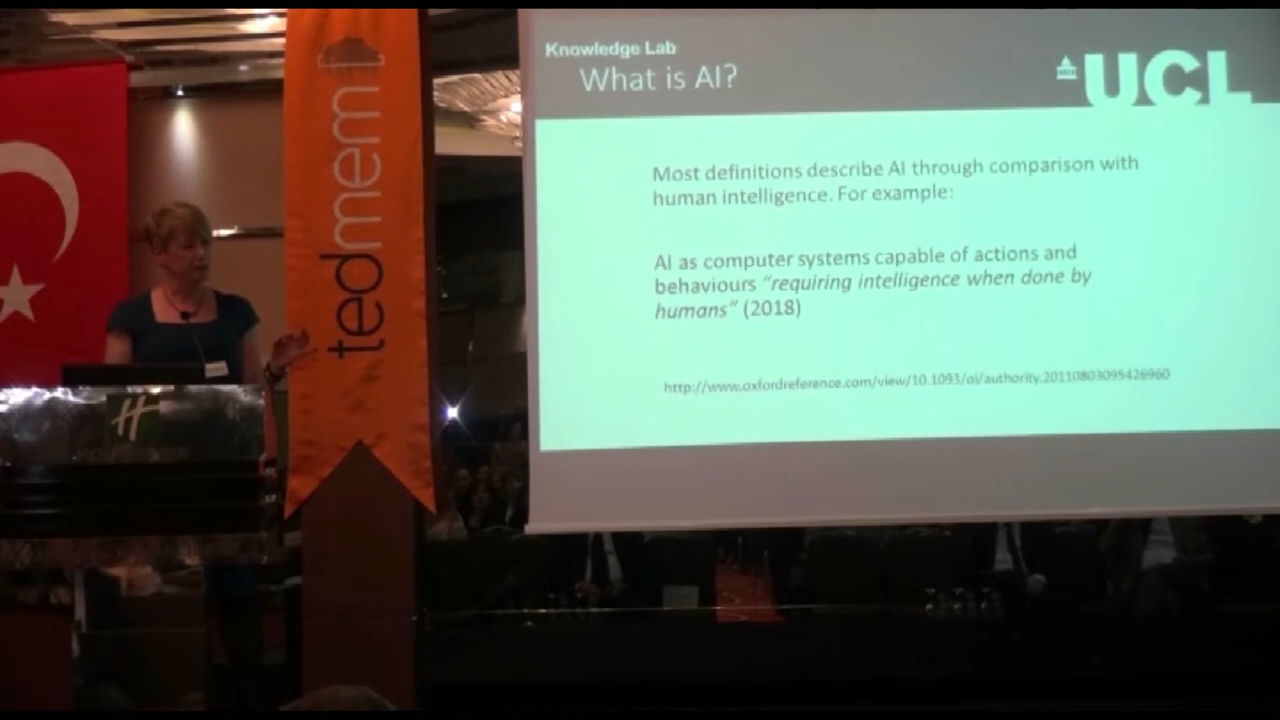 tedmem
Knowledge Lab
What is AI?
UCL
Most definitions describe AI through comparison with
human intelligence. For example:
AI as computer systems capable of actions and
behaviours “requiring intelligence when done by
humans” (2018)
http://www.oxfordreference.com/view/10.1093/oi/authority.20110803095426960
H